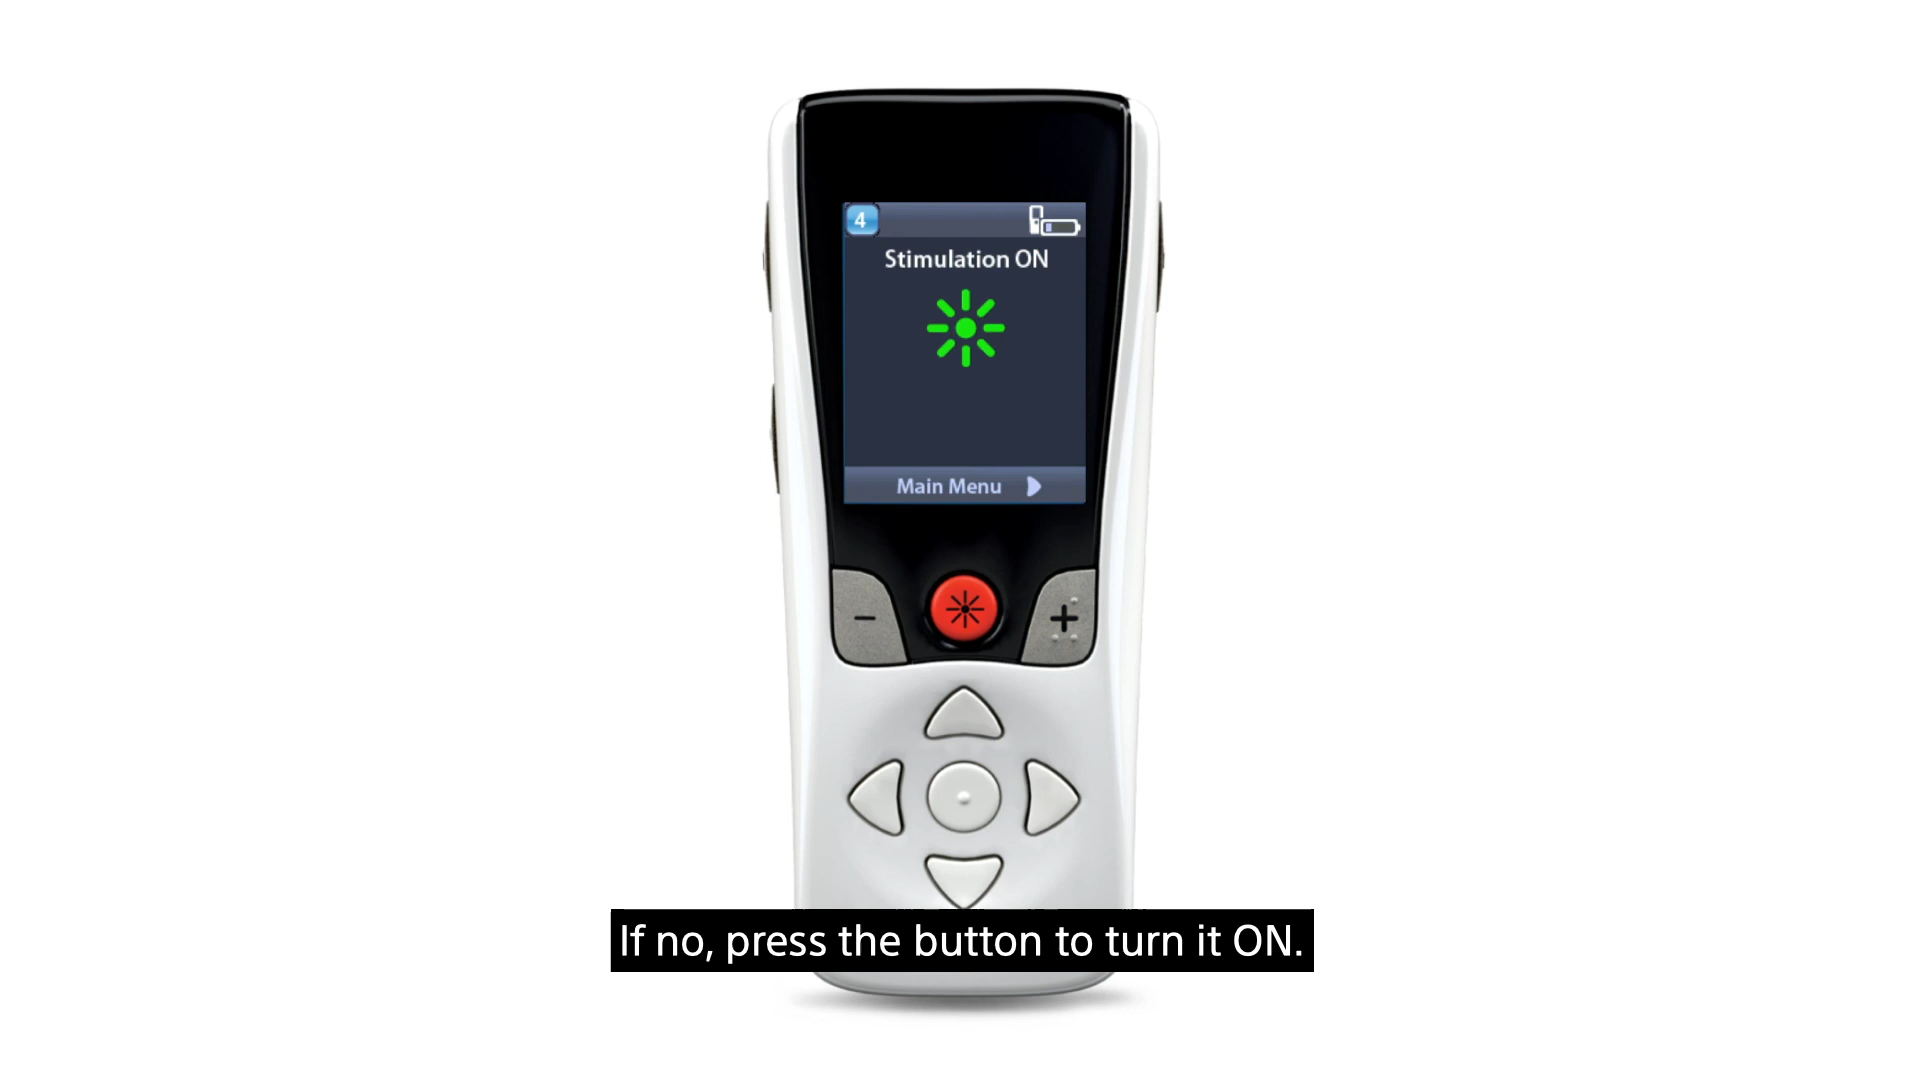 4
Stimulation ON
Main Menu
- +
If no, press the button to turn it ON.